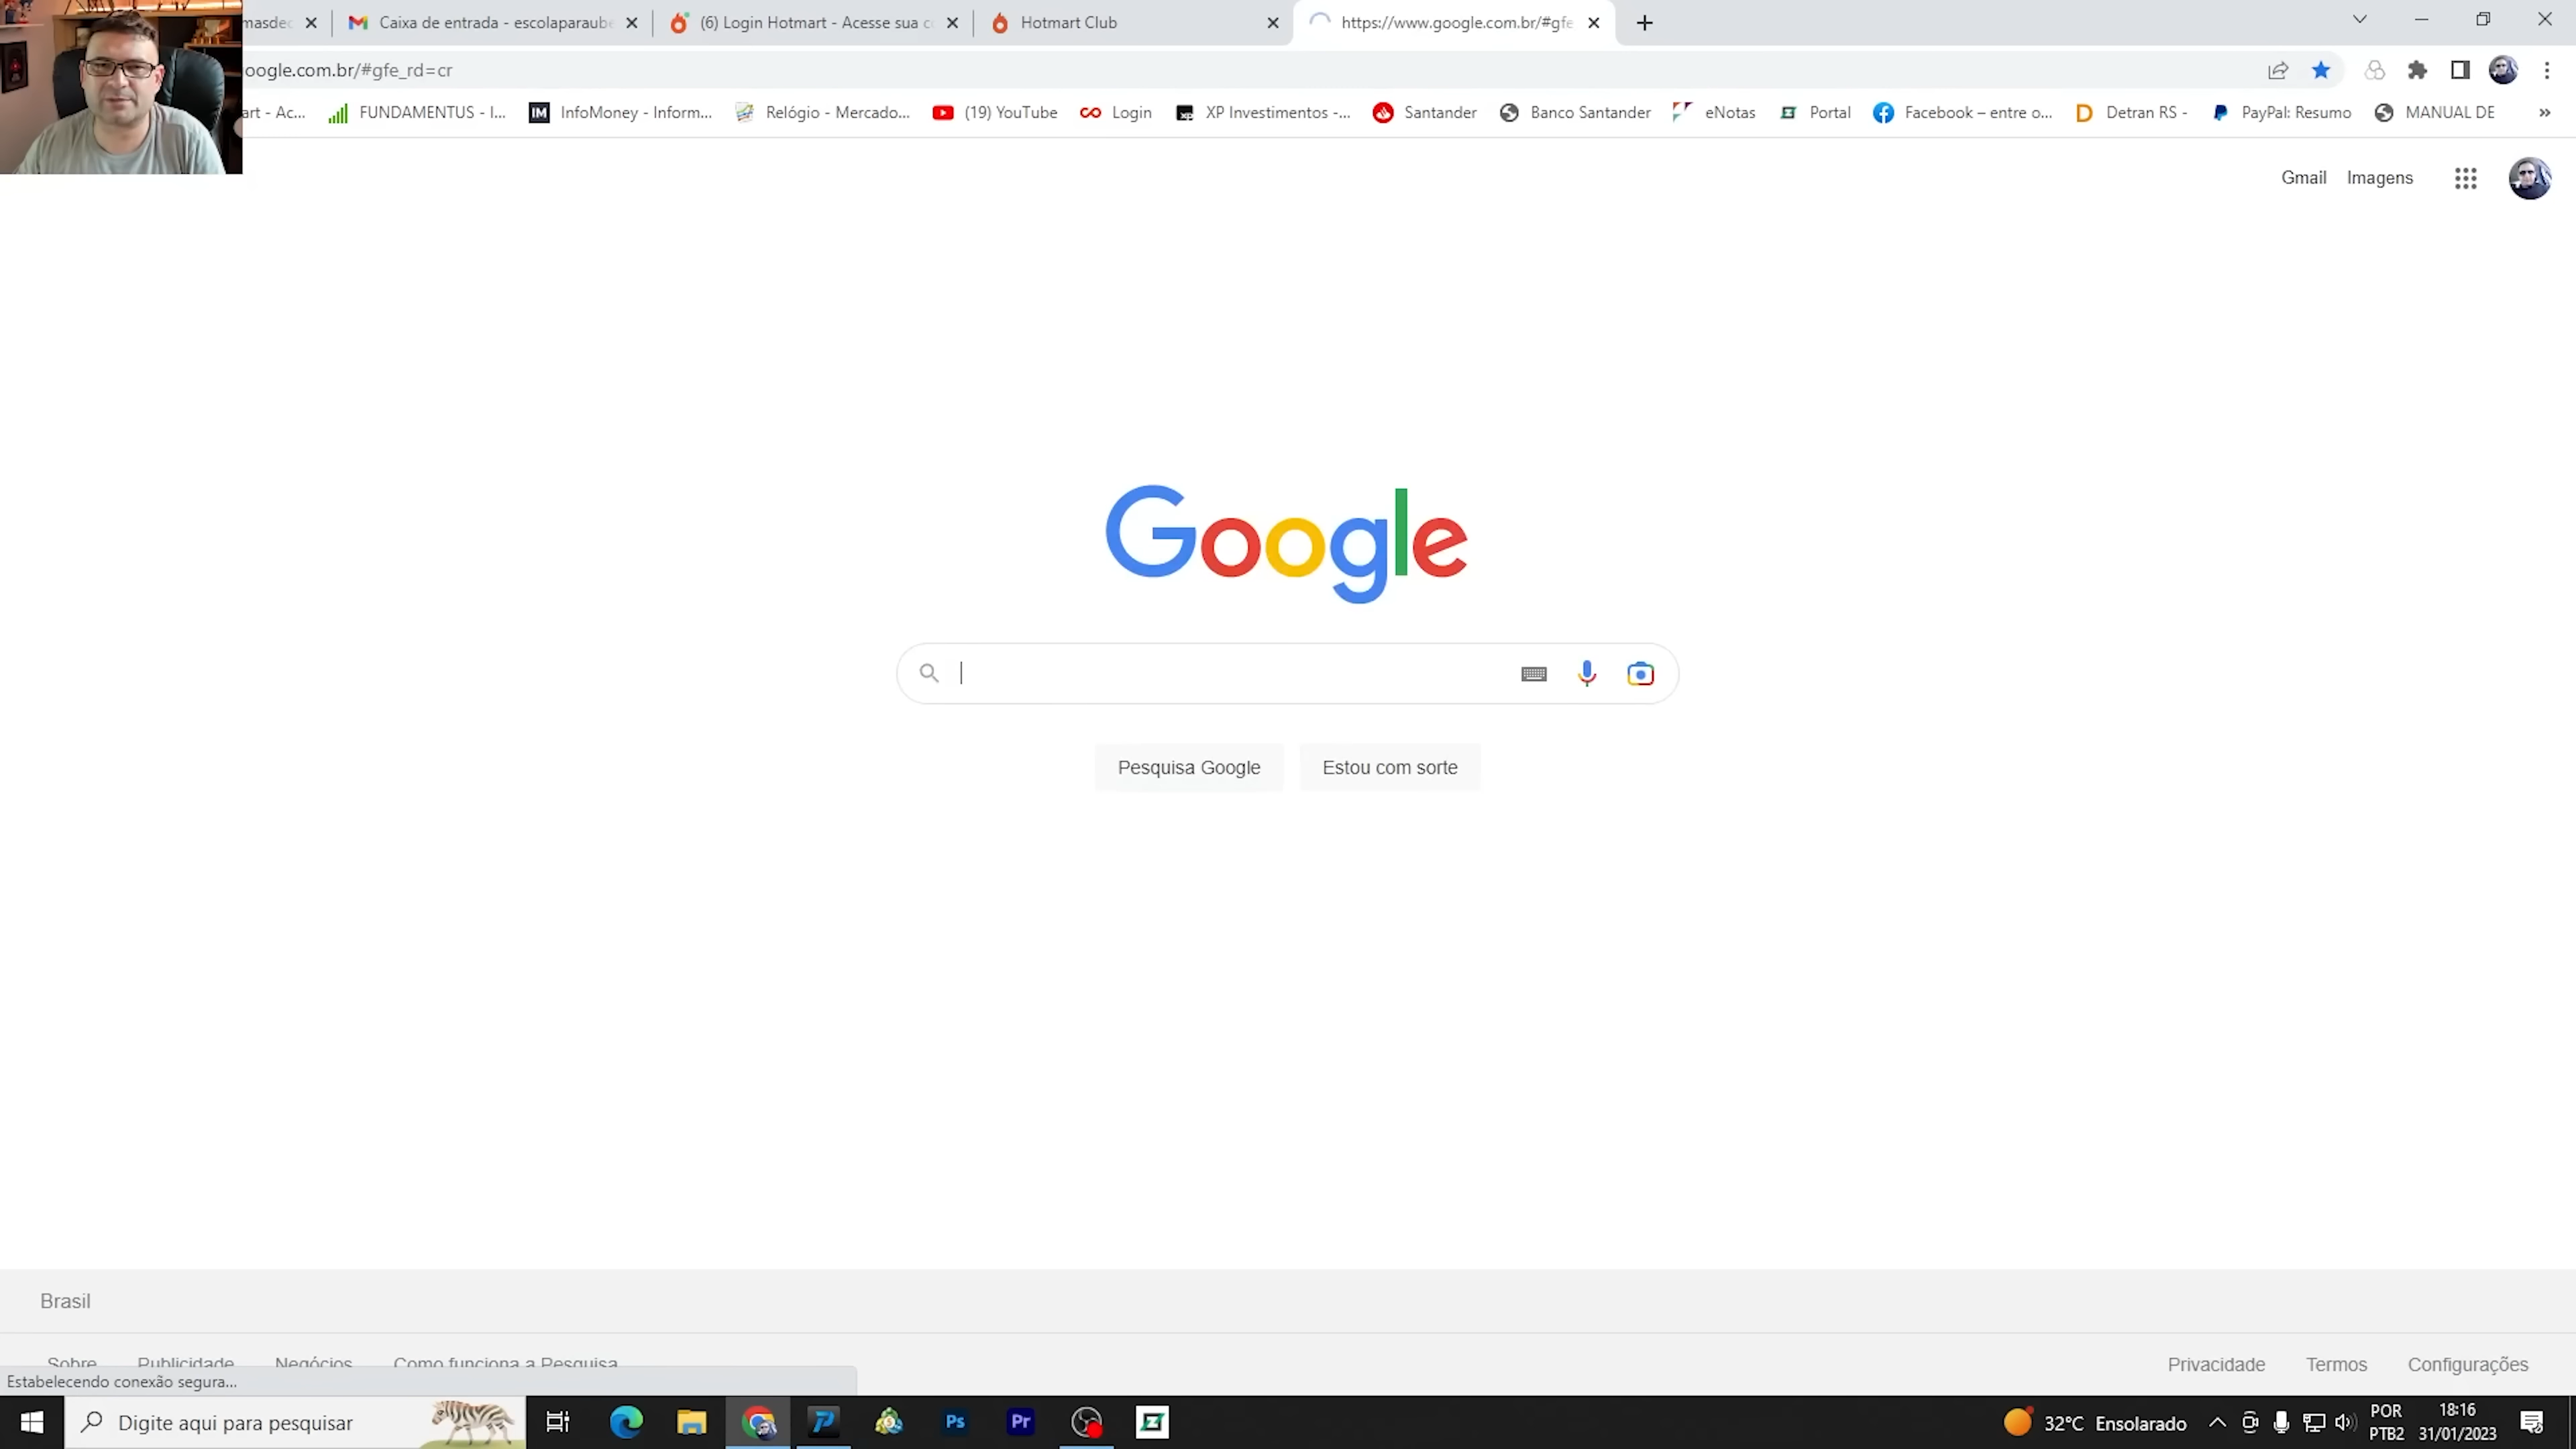 masdec
Caixa de entrada - escolaparaube
(6) Login Hotmart - Acesse sua c
Hotmart Club
https://www.google.com.br/#gfe
oogle.com.br/#gfe_rd=cr
art - Ac...
FUNDAMENTUS - I...
IM
InfoMoney - Inform...
Relógio - Mercado...
(19) YouTube
Login
XP Investimentos -...
Santander
Banco Santander
eNotas
Portal
Facebook – entre o...
Detran RS -
PayPal: Resumo
MANUAL DE
»
Gmail
Imagens
Google
Pesquisa Google
Estou com sorte
Brasil
Sobre
Publicidade
Negócios
Como funciona a Pesquisa
Privacidade
Termos
Configurações
Estabelecendo conexão segura...
Digite aqui para pesquisar
Ps
Pr
32°C Ensolarado
POR
PTB2
18:16
31/01/2023